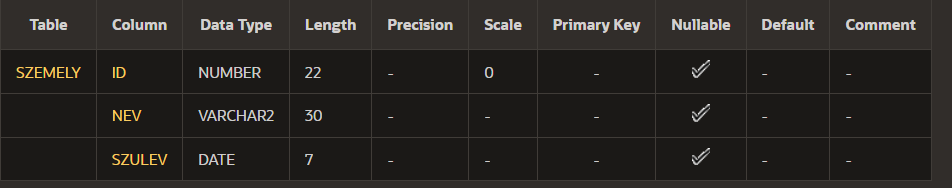 Table Column Data Type Length Precision Scale Primary Key Nullable Default Comment
SZEMELY ID NUMBER 22 - 0 - - -
NEV VARCHAR2 30 - - - - -
SZULEV DATE 7 - - - - -